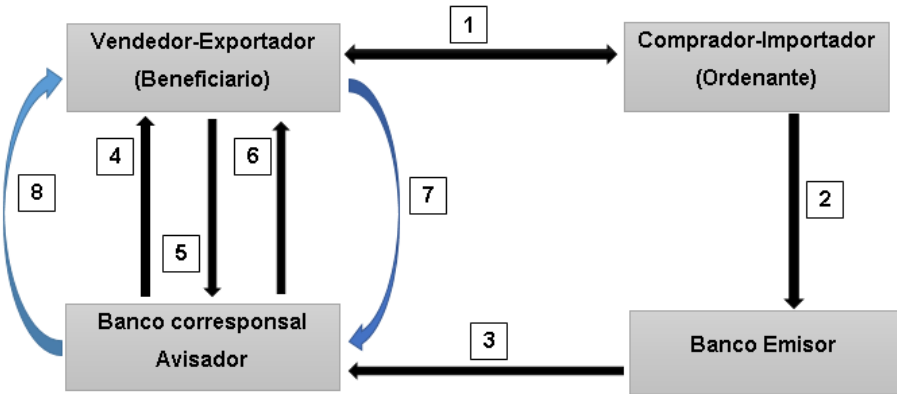 1
Vendedor-Exportador
(Beneficiario)
Comprador-Importador
(Ordenante)
4
6
8
7
2
5
Banco corresponsal
Avisador
3
Banco Emisor